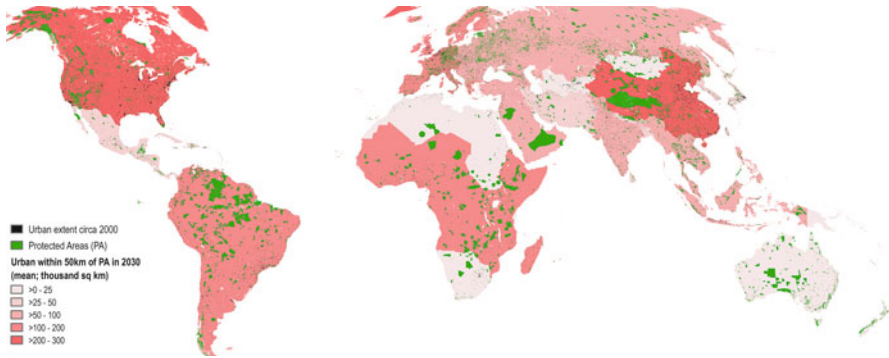 Urban extent circa 2000
Protected Areas (PA)
Urban within 50km of PA in 2030
(mean; thousand sq km)
>0 - 25
>25 - 50
>50 - 100
>100 - 200
>200 - 300